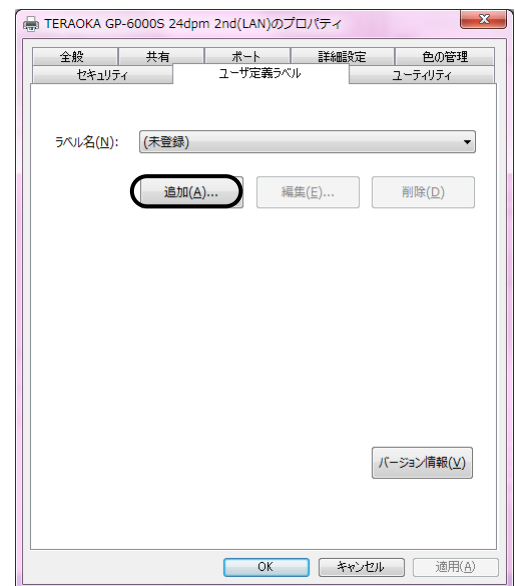 TERAOKA GP-6000S 24dpm 2nd(LAN)のプロパティ
全般 共有 ポート 詳細設定 色の管理
セキュリティ ユーザ定義ラベル ユーティリティ
ラベル名(N): (未登録)
追加(A)... 編集(E)... 削除(D)
バージョン情報(V)
OK キャンセル 適用(A)